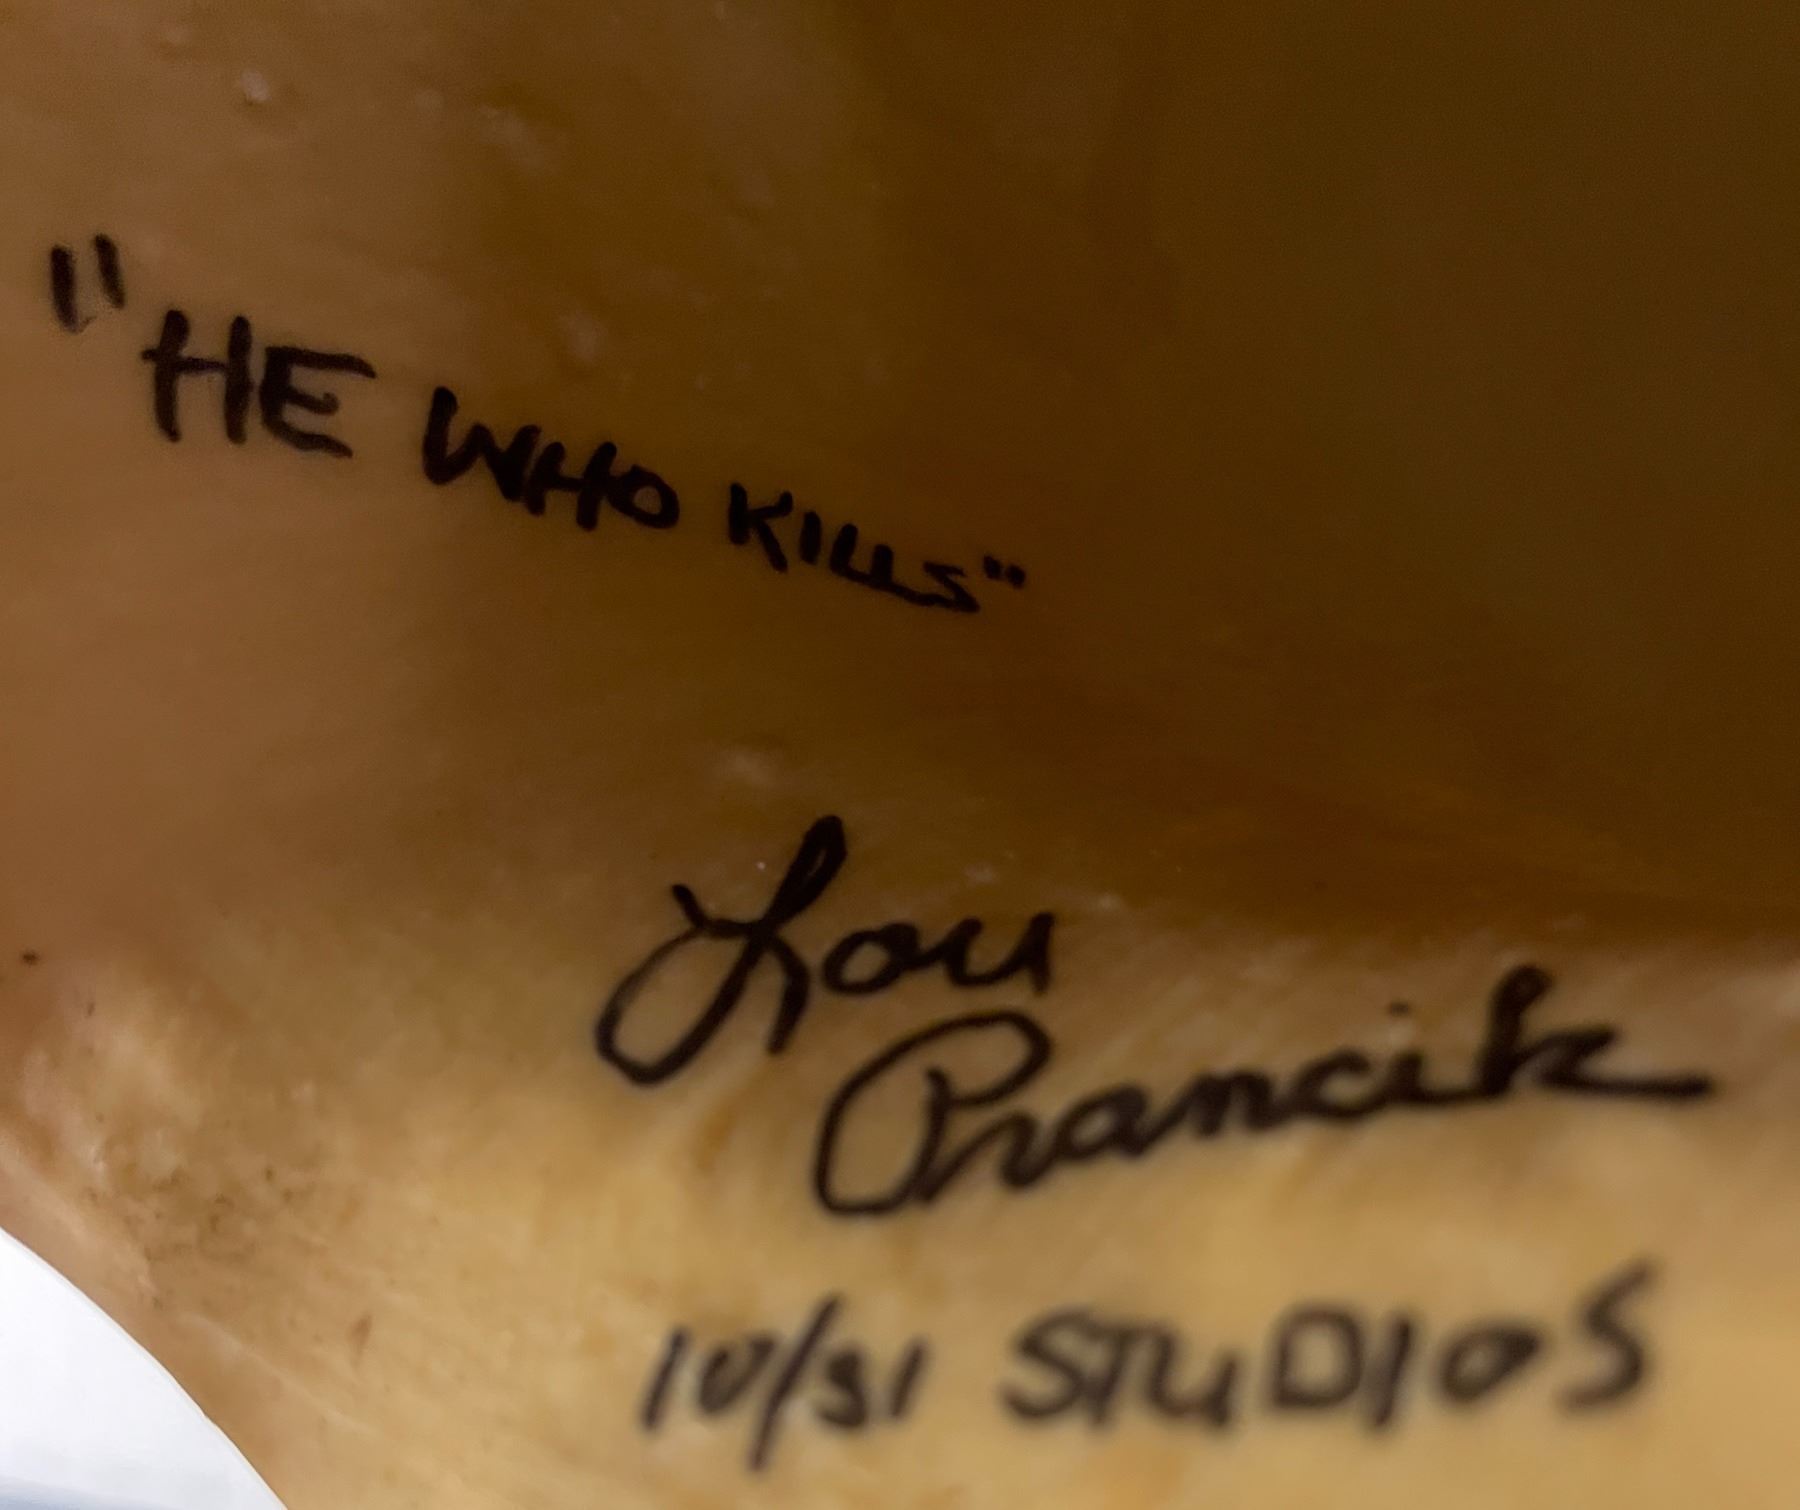 "HE WHO KILLS"
Lou
Prancik
10/31 STUDIOS